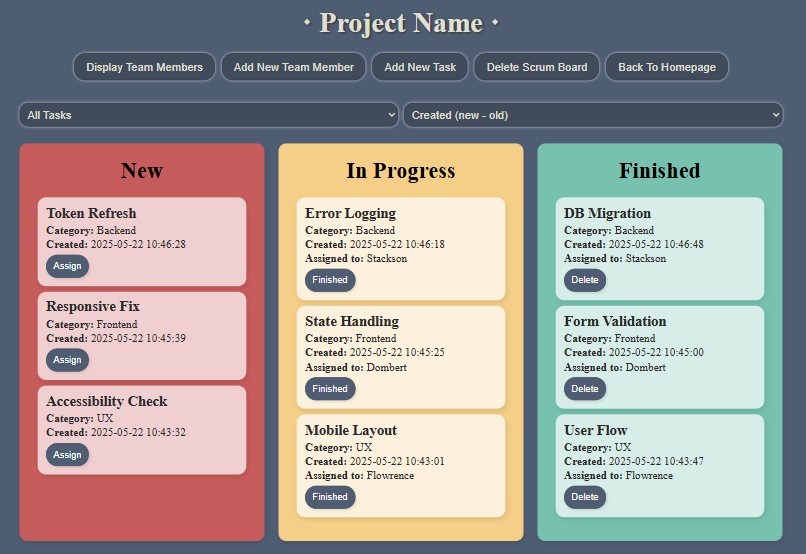 Project Name
Display Team Members
Add New Team Member
Add New Task
Delete Scrum Board
Back To Homepage
All Tasks
Created (new - old)
New
Token Refresh
Category: Backend
Created: 2025-05-22 10:46:28
Assign
Responsive Fix
Category: Frontend
Created: 2025-05-22 10:45:39
Assign
Accessibility Check
Category: UX
Created: 2025-05-22 10:43:32
Assign
In Progress
Error Logging
Category: Backend
Created: 2025-05-22 10:46:18
Assigned to: Stackson
Finished
State Handling
Category: Frontend
Created: 2025-05-22 10:45:25
Assigned to: Dombert
Finished
Mobile Layout
Category: UX
Created: 2025-05-22 10:43:01
Assigned to: Flowrence
Finished
Finished
DB Migration
Category: Backend
Created: 2025-05-22 10:46:48
Assigned to: Stackson
Delete
Form Validation
Category: Frontend
Created: 2025-05-22 10:45:00
Assigned to: Dombert
Delete
User Flow
Category: UX
Created: 2025-05-22 10:43:47
Assigned to: Flowrence
Delete